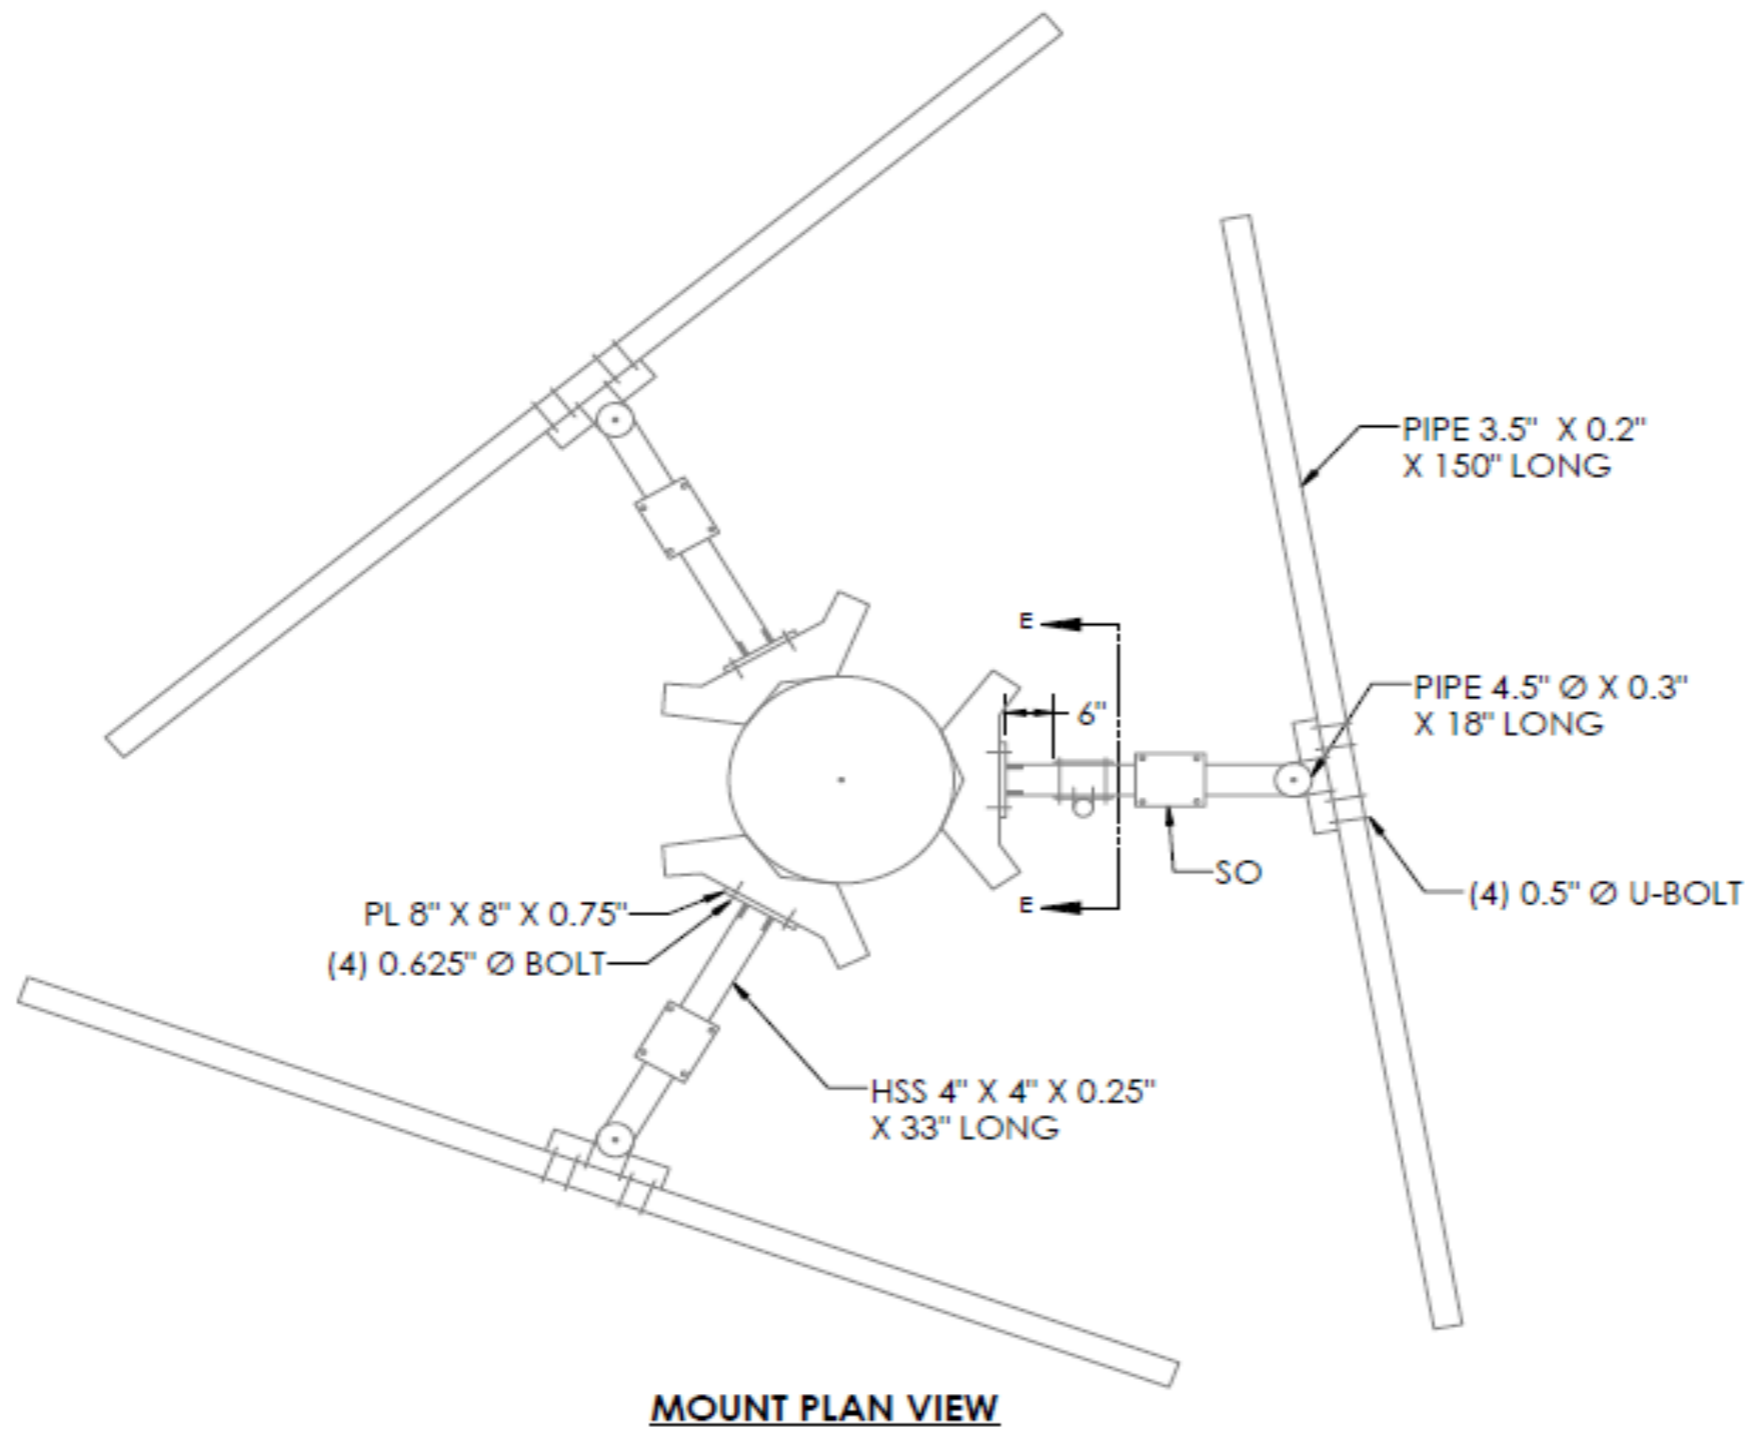 PIPE 3.5"  X 0.2"
X 150" LONG
E
PIPE 4.5" Ø X 0.3"
X 18" LONG
6"
SO
(4) 0.5" Ø U-BOLT
E
PL 8" X 8" X 0.75"
(4) 0.625" Ø BOLT
HSS 4" X 4" X 0.25"
X 33" LONG
MOUNT PLAN VIEW